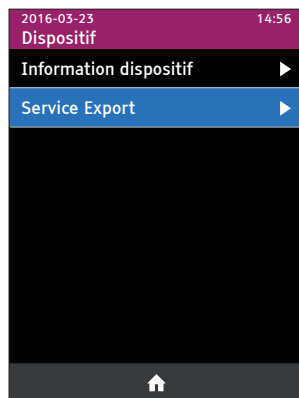 2016-03-23 14:56
Dispositif
Information dispositif
Service Export